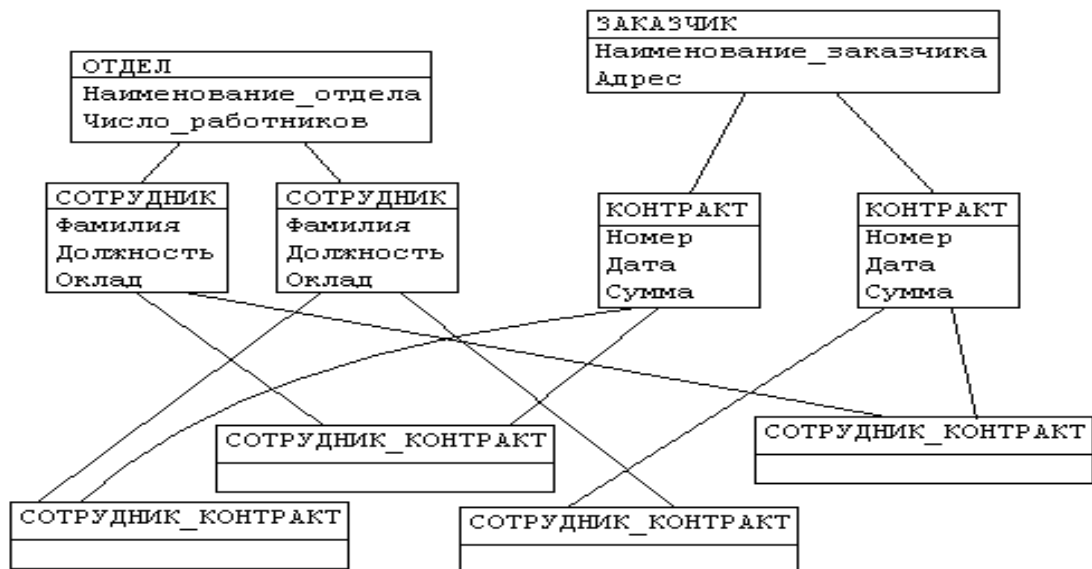 ОТДЕЛ
Наименование_отдела
Число_работников
ЗАКАЗЧИК
Наименование_заказчика
Адрес
СОТРУДНИК
Фамилия
Должность
Оклад
СОТРУДНИК
Фамилия
Должность
Оклад
КОНТРАКТ
Номер
Дата
Сумма
КОНТРАКТ
Номер
Дата
Сумма
СОТРУДНИК_КОНТРАКТ
СОТРУДНИК_КОНТРАКТ
СОТРУДНИК_КОНТРАКТ
СОТРУДНИК_КОНТРАКТ